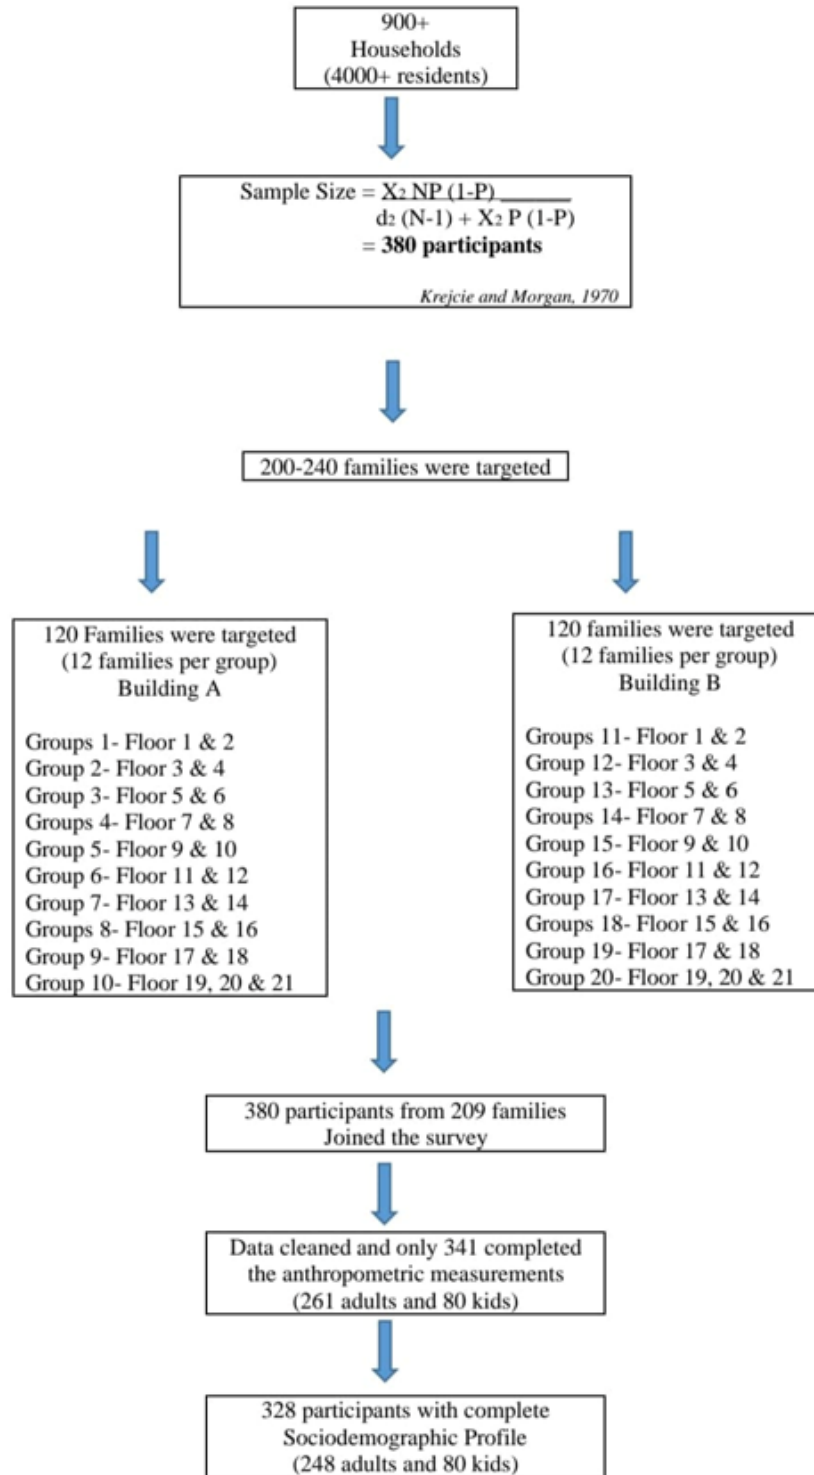 900+
Households
(4000+ residents)
Sample Size = X2 NP (1-P)
d2 (N-1) + X2 P (1-P)
= 380 participants
Krejcie and Morgan, 1970
200-240 families were targeted
120 Families were targeted
(12 families per group)
Building A
Groups 1- Floor 1 & 2
Group 2- Floor 3 & 4
Group 3- Floor 5 & 6
Groups 4- Floor 7 & 8
Group 5- Floor 9 & 10
Group 6- Floor 11 & 12
Group 7- Floor 13 & 14
Groups 8- Floor 15 & 16
Group 9- Floor 17 & 18
Group 10- Floor 19, 20 & 21
120 families were targeted
(12 families per group)
Building B
Groups 11- Floor 1 & 2
Group 12- Floor 3 & 4
Group 13- Floor 5 & 6
Groups 14- Floor 7 & 8
Group 15- Floor 9 & 10
Group 16- Floor 11 & 12
Group 17- Floor 13 & 14
Groups 18- Floor 15 & 16
Group 19- Floor 17 & 18
Group 20- Floor 19, 20 & 21
380 participants from 209 families
Joined the survey
Data cleaned and only 341 completed
the anthropometric measurements
(261 adults and 80 kids)
328 participants with complete
Sociodemographic Profile
(248 adults and 80 kids)